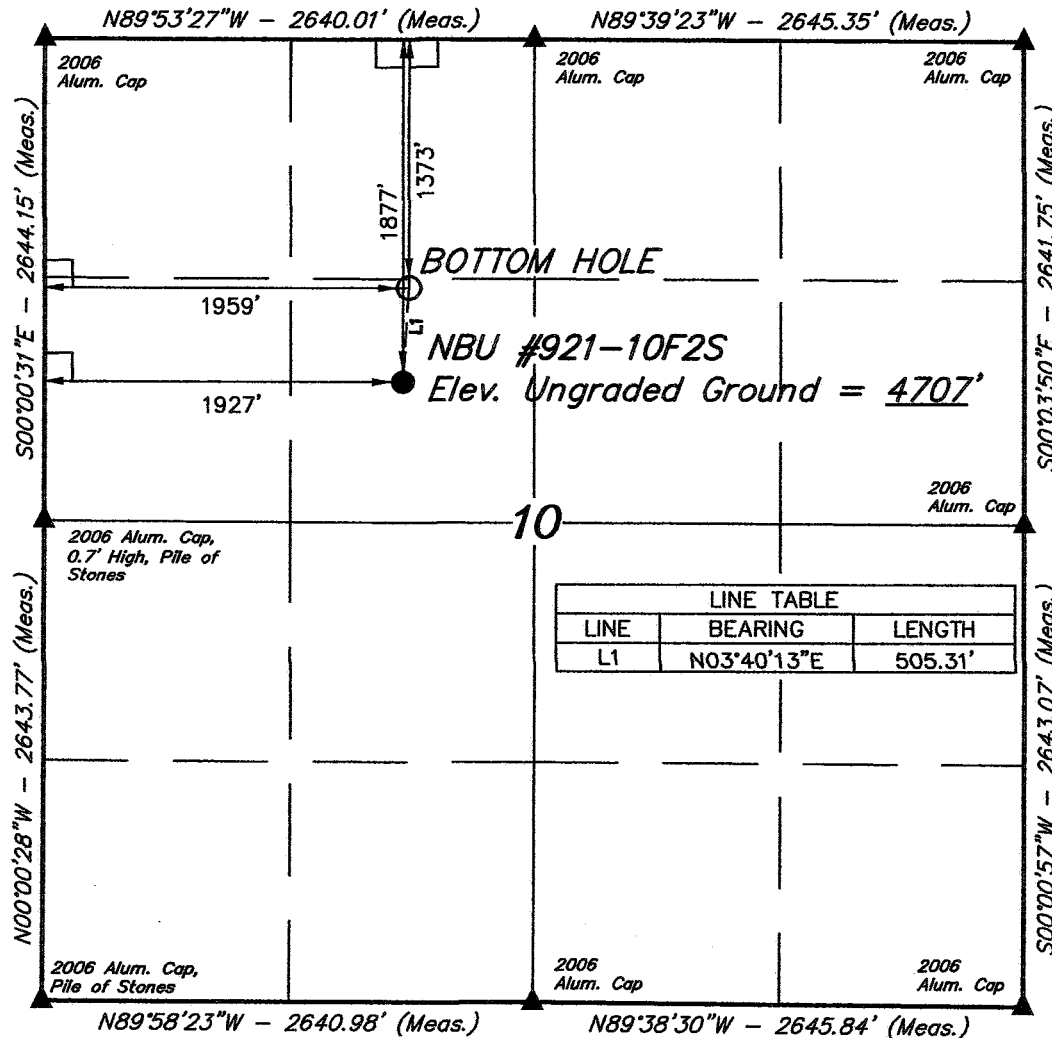 N89°53'27"W - 2640.01' (Meas.)
N89°39'23"W - 2645.35' (Meas.)
2006
Alum. Cap
2006
Alum. Cap
2006
Alum. Cap
S00°00'31"E - 2644.15' (Meas.)
S00°03'50"E - 2641.75' (Meas.)
1877'
1373'
BOTTOM HOLE
1959'
L1
NBU #921-10F2S
Elev. Ungraded Ground = 4707'
1927'
2006
Alum. Cap
10
2006 Alum. Cap,
0.7' High, Pile of
Stones
LINE TABLE
LINE BEARING LENGTH
L1 N03°40'13"E 505.31'
N00°00'28"W - 2643.77' (Meas.)
S00°00'57"W - 2643.07' (Meas.)
2006 Alum. Cap,
Pile of Stones
2006
Alum. Cap
2006
Alum. Cap
N89°58'23"W - 2640.98' (Meas.)
N89°38'30"W - 2645.84' (Meas.)